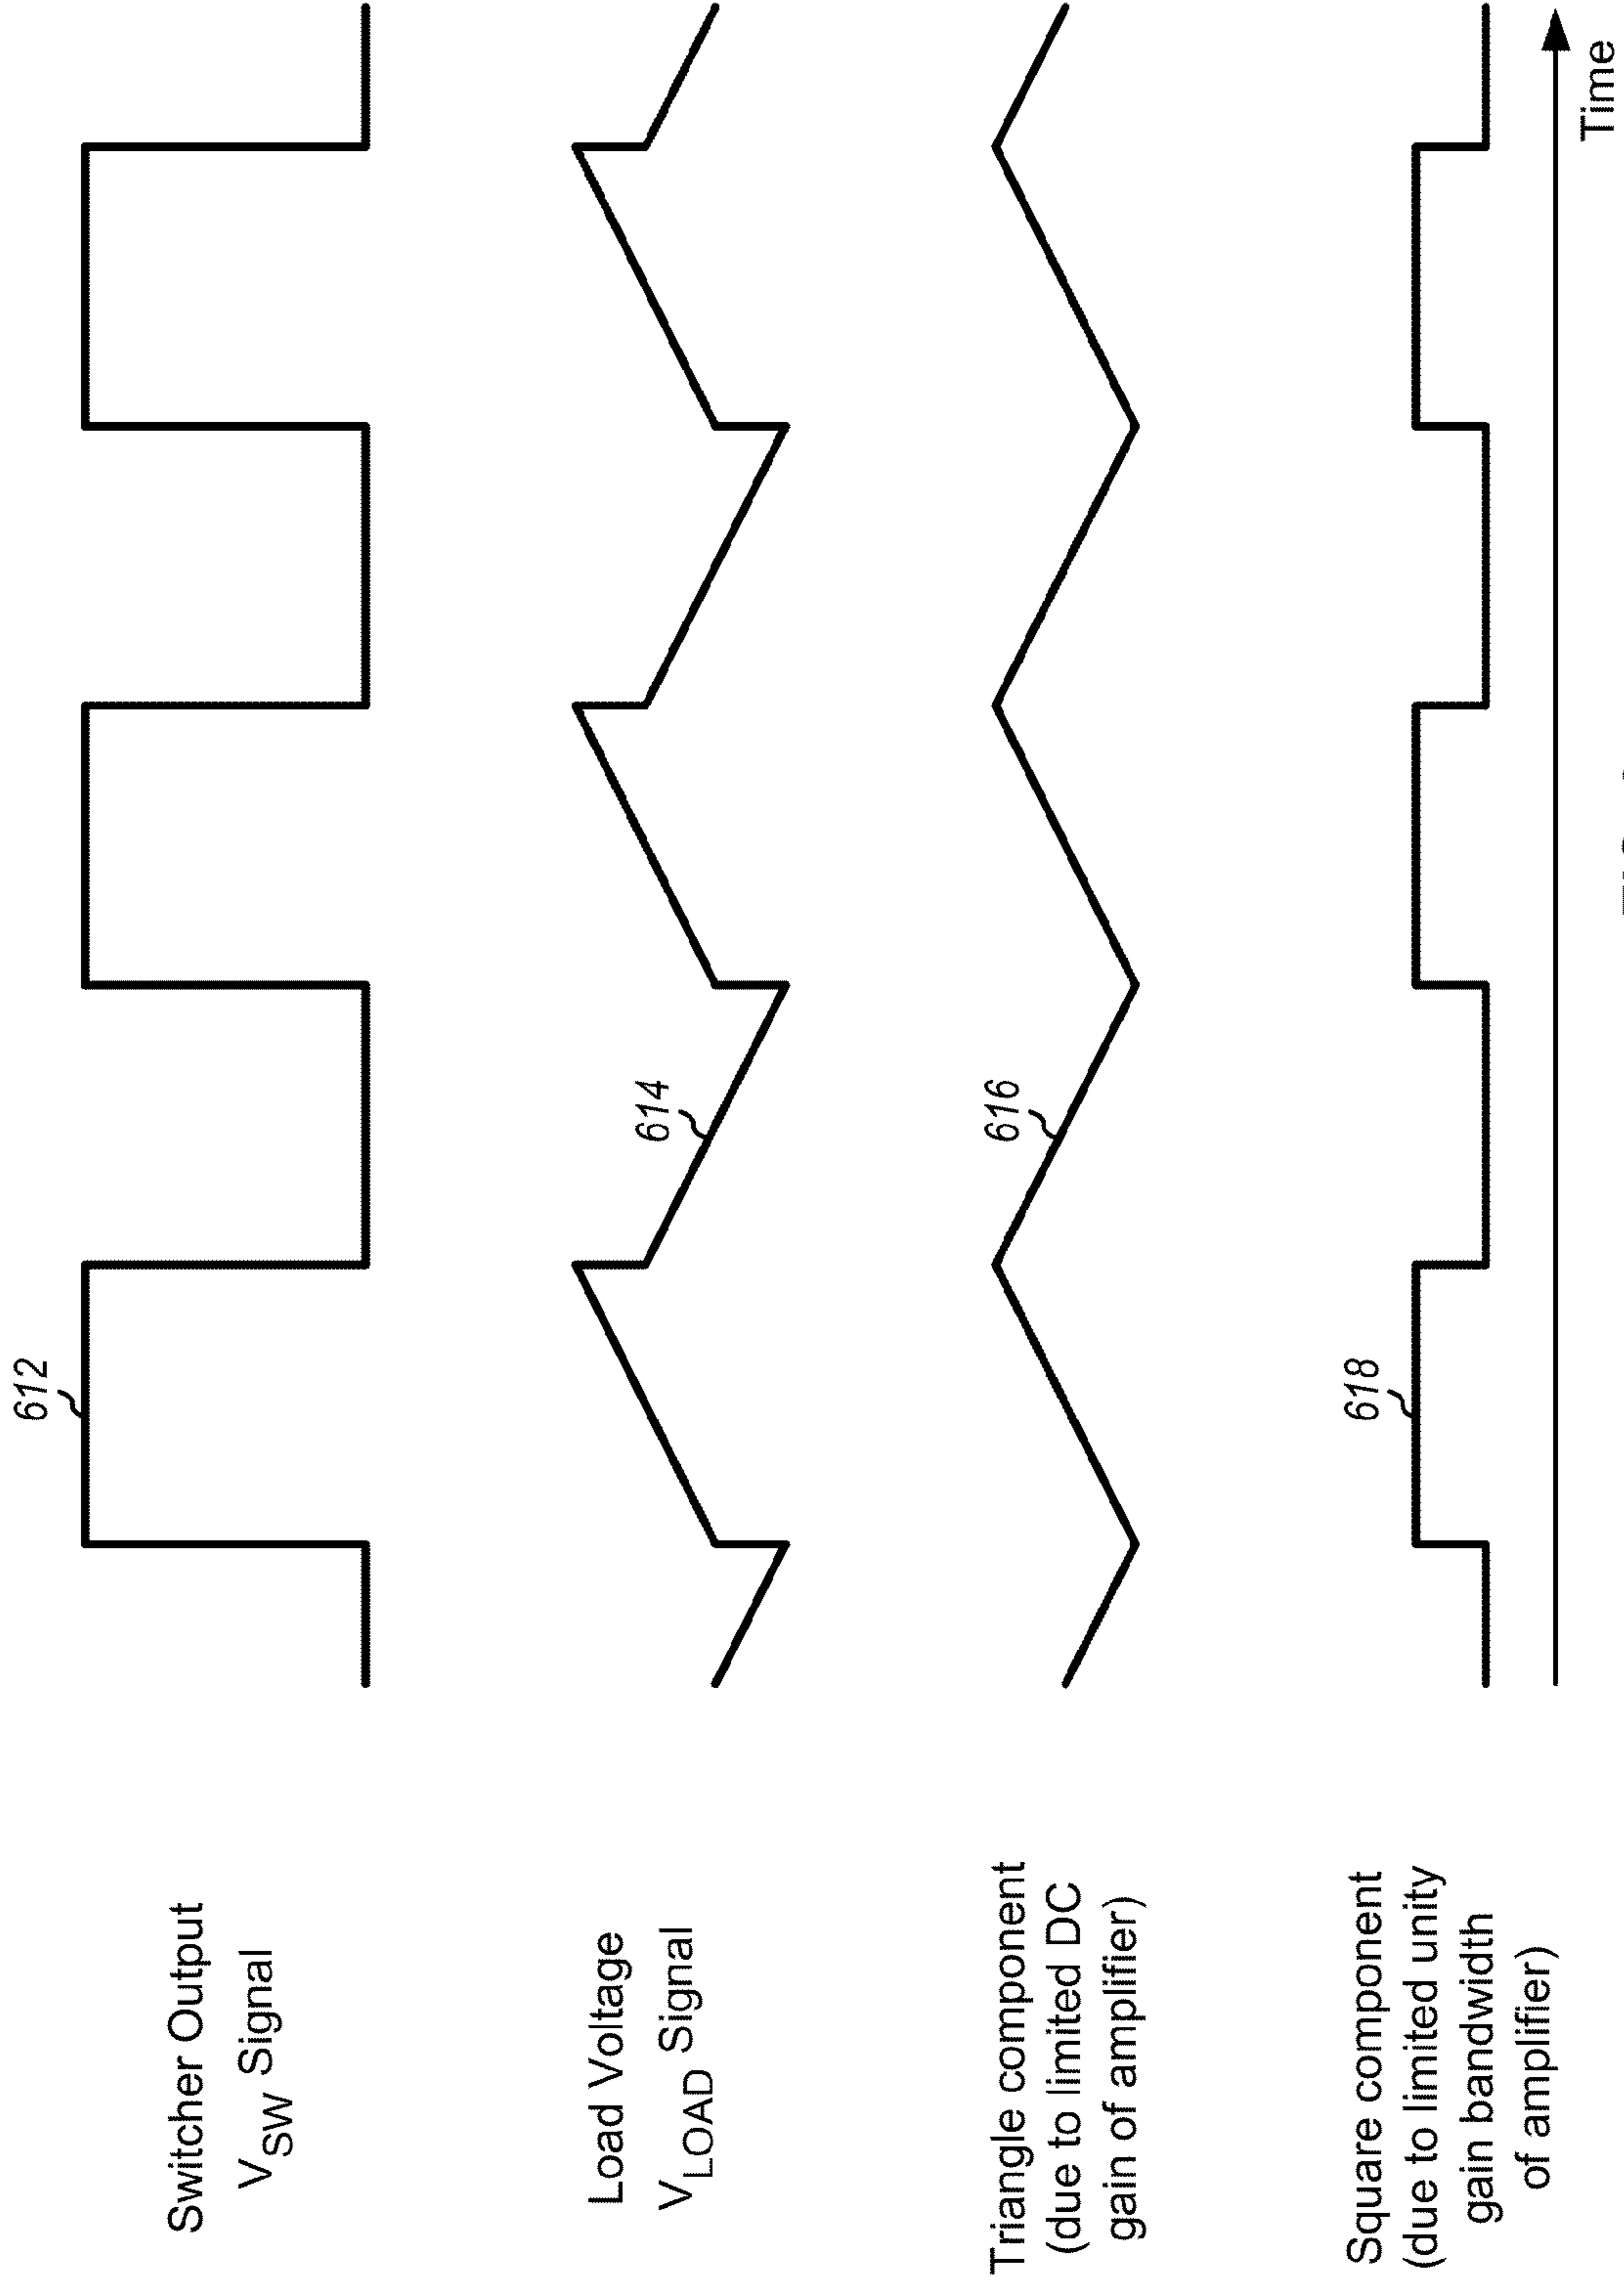 612
Switcher Output
VSW Signal
614
Load Voltage
VLOAD Signal
616
Triangle component
(due to limited DC
gain of amplifier)
618
Square component
(due to limited unity
gain bandwidth
of amplifier)
Time